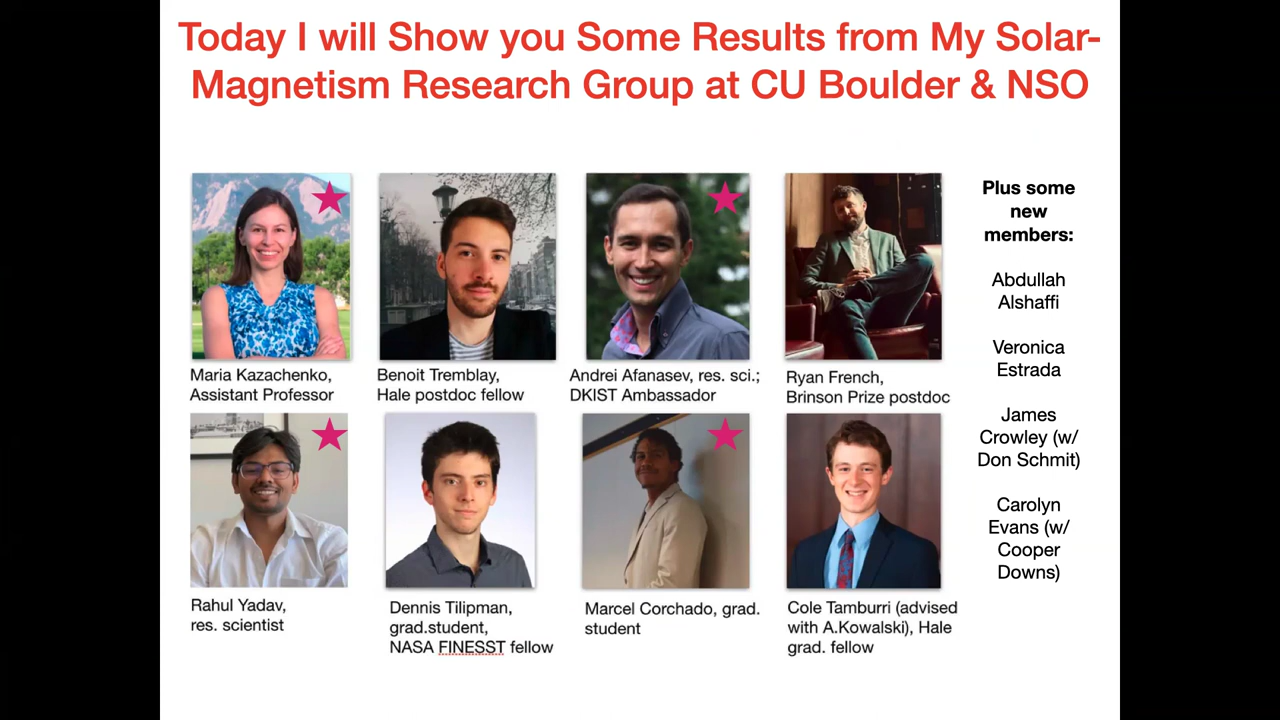 Today I will Show you Some Results from My Solar-
Magnetism Research Group at CU Boulder & NSO
Maria Kazachenko,
Assistant Professor
Benoit Tremblay,
Hale postdoc fellow
Andrei Afanasev, res. sci.;
DKIST Ambassador
Ryan French,
Brinson Prize postdoc
Rahul Yadav,
res. scientist
Dennis Tilipman,
grad.student,
NASA FINESST fellow
Marcel Corchado, grad.
student
Cole Tamburri (advised
with A.Kowalski), Hale
grad. fellow
Plus some
new
members:
Abdullah
Alshaffi
Veronica
Estrada
James
Crowley (w/
Don Schmit)
Carolyn
Evans (w/
Cooper
Downs)